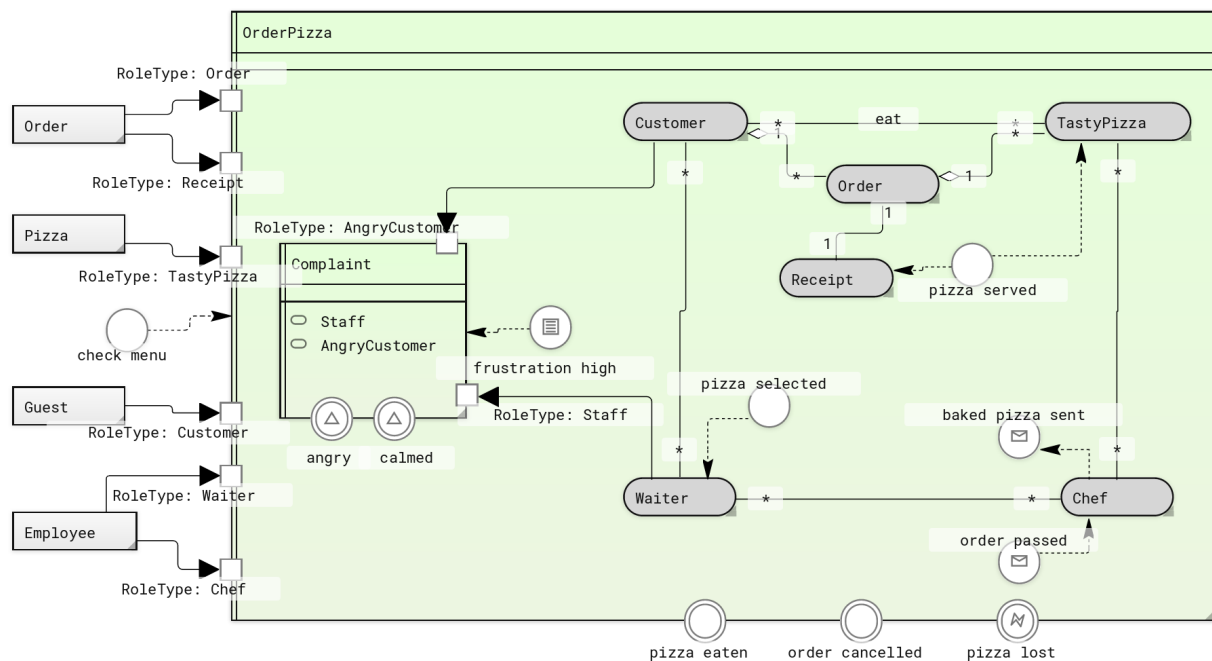 OrderPizza
RoleType: Order
Order
RoleType: Receipt
Pizza
RoleType: TastyPizza
check menu
Guest
RoleType: Customer
RoleType: Waiter
Employee
RoleType: Chef
Customer
*
1
eat
*
*
TastyPizza
*
*
Order
1
*
1
1
Receipt
pizza served
RoleType: AngryCustomer
Complaint
Staff
AngryCustomer
frustration high
RoleType: Staff
angry
calmed
pizza selected
*
Waiter
*
*
Chef
*
baked pizza sent
order passed
pizza eaten
order cancelled
pizza lost